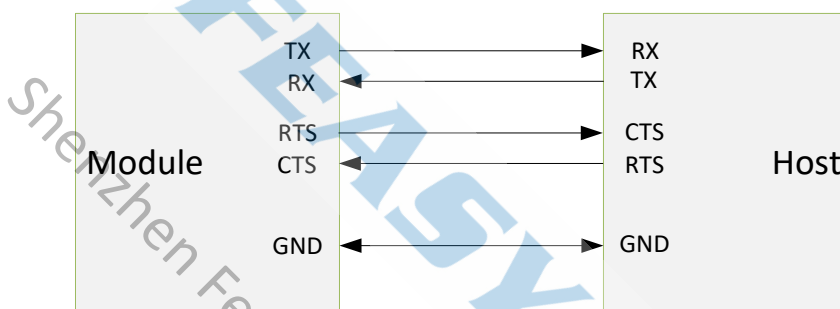 TX RX
RX TX
RTS CTS
Module CTS RTS Host
GND GND
FEASY
Shenzhen Fe